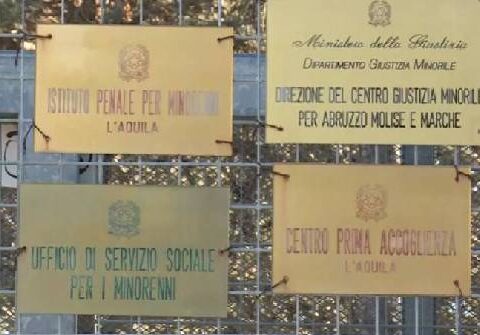 ISTITUTO PENALE PER MINORENNI
L'AQUILA
Ministero della Giustizia
DIPARTIMENTO GIUSTIZIA MINORILE
DIREZIONE DEL CENTRO GIUSTIZIA MINORILE
PER ABRUZZO MOLISE E MARCHE
UFFICIO DI SERVIZIO SOCIALE
PER I MINORENNI
CENTRO PRIMA ACCOGLIENZA
L'AQUILA